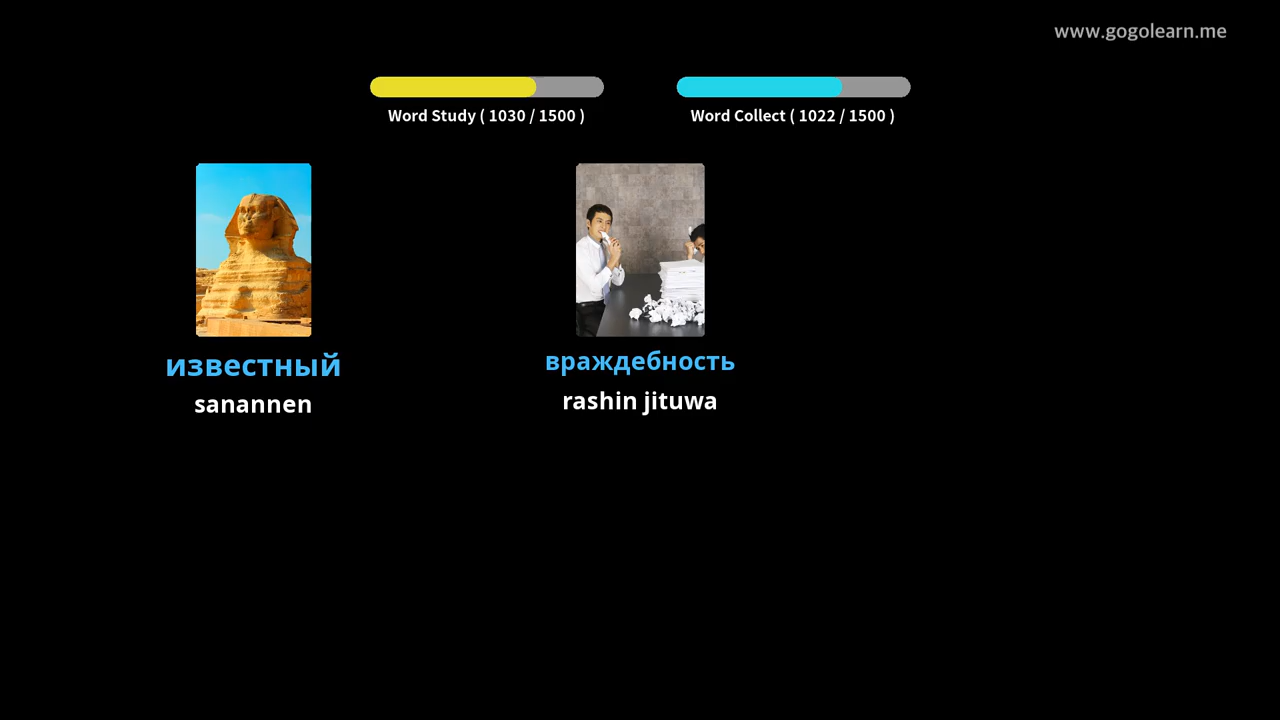 www.gogolearn.me
Word Study ( 1030 / 1500 )
Word Collect ( 1022 / 1500 )
известный
sanannen
враждебность
rashin jituwa